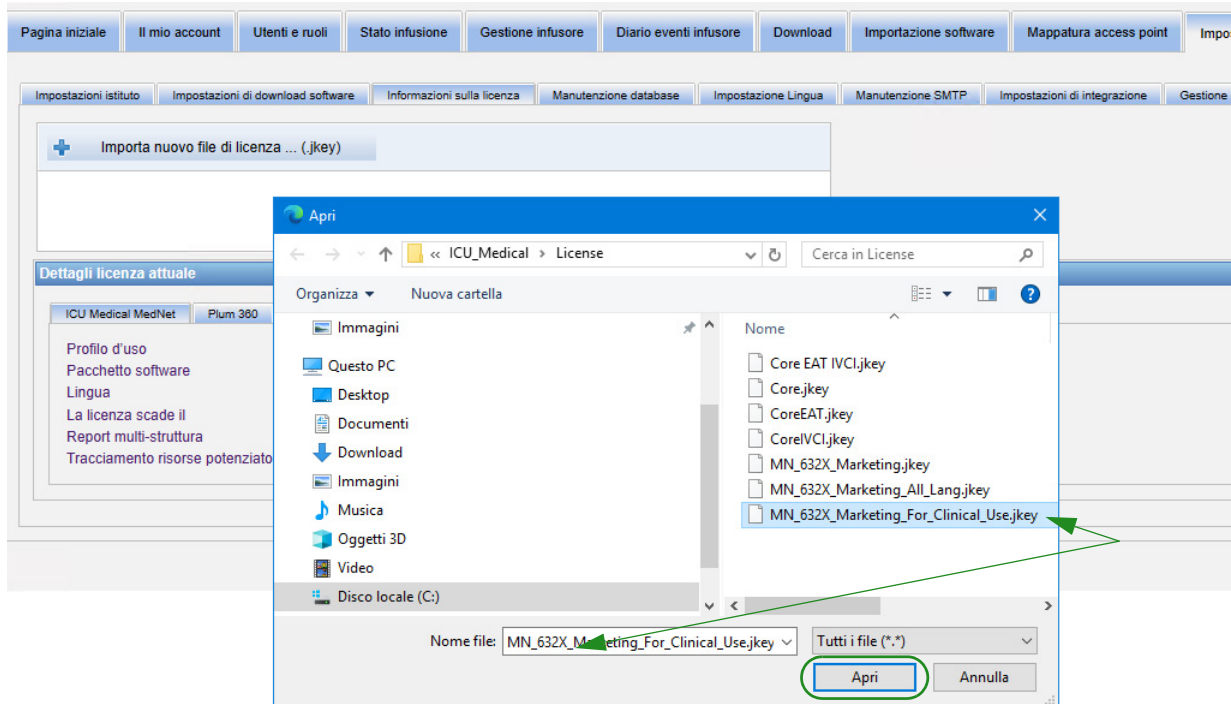 Pagina iniziale Il mio account Utenti e ruoli Stato infusione Gestione infusore Diario eventi infusore Download Importazione software Mappatura access point Impos
Impostazioni istituto Impostazioni di download software Informazioni sulla licenza Manutenzione database Impostazione Lingua Manutenzione SMTP Impostazioni di integrazione Gestione
Importa nuovo file di licenza ... (.jkey)
Apri
« ICU_Medical > License
Cerca in License
Dettagli licenza attuale
Organizza Nuova cartella
ICU Medical MedNet Plum 360
Profilo d'uso
Pacchetto software
Lingua
La licenza scade il
Report multi-struttura
Tracciamento risorse potenziato
Immagini
Questo PC
Desktop
Documenti
Download
Immagini
Musica
Oggetti 3D
Video
Disco locale (C:)
Nome
Core EAT IVCI.jkey
Core.jkey
CoreEAT.jkey
CoreIVCI.jkey
MN_632X_Marketing.jkey
MN_632X_Marketing_All_Lang.jkey
MN_632X_Marketing_For_Clinical_Use.jkey
Nome file: MN_632X_Marketing_For_Clinical_Use.jkey Tutti i file (*.*)
Apri Annulla